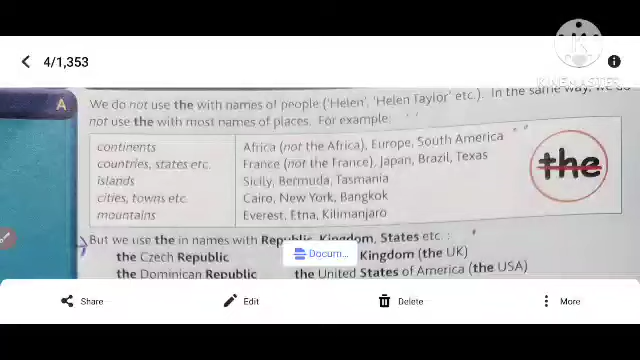 4/1,353
KINEMASTER
A
We do not use the with names of people ('Helen', 'Helen Taylor' etc.). In the same way, we do
not use the with most names of places. For example:
continents Africa (not the Africa), Europe, South America
countries, states etc. France (not the France), Japan, Brazil, Texas
islands Sicily, Bermuda, Tasmania
cities, towns etc. Cairo, New York, Bangkok
mountains Everest, Etna, Kilimanjaro
the
But we use the in names with Republic, Kingdom, States etc. :
the Czech Republic Kingdom (the UK)
the Dominican Republic the United States of America (the USA)
Docum...
Share Edit Delete More